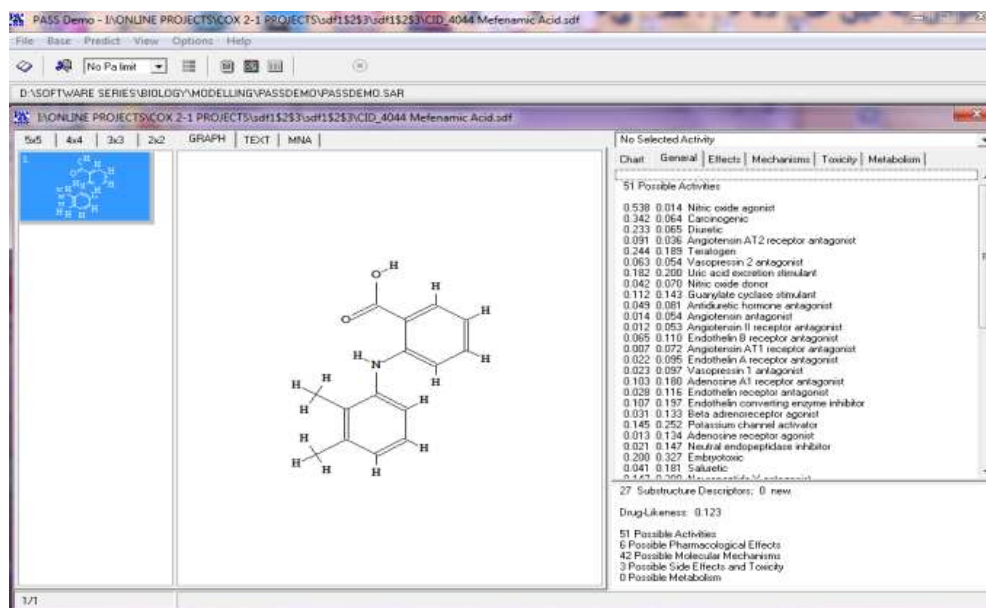 PASS Demo - I:\ONLINE PROJECTS\COX 2-1 PROJECTS\sdf1$2$3\sdf1$2$3\CID_4044 Mefenamic Acid.sdf
File Base Predict View Options Help
No Pa limit
D:\SOFTWARE SERIES\BIOLOGY\MODELLING\PASSDEMO\PASSDEMO.SAR
I:\ONLINE PROJECTS\COX 2-1 PROJECTS\sdf1$2$3\sdf1$2$3\CID_4044 Mefenamic Acid.sdf
5x5 4x4 3x3 2x2 GRAPH TEXT MNA
No Selected Activity
Chart General Effects Mechanisms Toxicity Metabolism
1
51 Possible Activities
0.538 0.014 Nitric oxide agonist
0.342 0.064 Carcinogenic
0.233 0.065 Diuretic
0.091 0.036 Angiotensin AT2 receptor antagonist
0.244 0.189 Teratogen
0.063 0.054 Vasopressin 2 antagonist
0.182 0.200 Uric acid excretion stimulant
0.042 0.070 Nitric oxide donor
0.112 0.143 Guanylate cyclase stimulant
0.049 0.081 Antidiuretic hormone antagonist
0.014 0.054 Angiotensin antagonist
0.012 0.053 Angiotensin II receptor antagonist
0.065 0.110 Endothelin B receptor antagonist
0.007 0.072 Angiotensin AT1 receptor antagonist
0.022 0.095 Endothelin A receptor antagonist
0.023 0.097 Vasopressin 1 antagonist
0.103 0.180 Adenosine A1 receptor antagonist
0.028 0.116 Endothelin receptor antagonist
0.107 0.197 Endothelin converting enzyme inhibitor
0.031 0.133 Beta adrenoreceptor agonist
0.145 0.252 Potassium channel activator
0.013 0.134 Adenosine receptor agonist
0.021 0.147 Neutral endopeptidase inhibitor
0.200 0.327 Embryotoxic
0.041 0.181 Saluretic
H
O
H
H
O
H
H
H
N
H
H
H
H
H
H
H
H
H
H
27 Substructure Descriptors; 0 new.
Drug-Likeness: 0.123
51 Possible Activities
6 Possible Pharmacological Effects
42 Possible Molecular Mechanisms
3 Possible Side Effects and Toxicity
0 Possible Metabolism
1/1